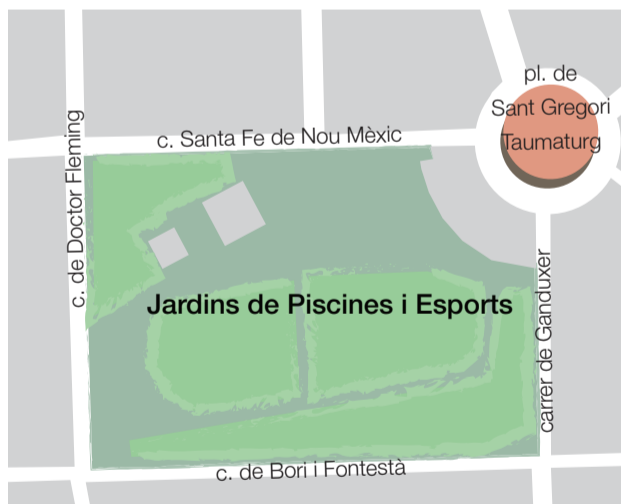 pl. de
Sant Gregori
Taumaturg
c. Santa Fe de Nou Mèxic
c. de Doctor Fleming
Jardins de Piscines i Esports
carrer de Ganduxer
c. de Bori i Fontestà